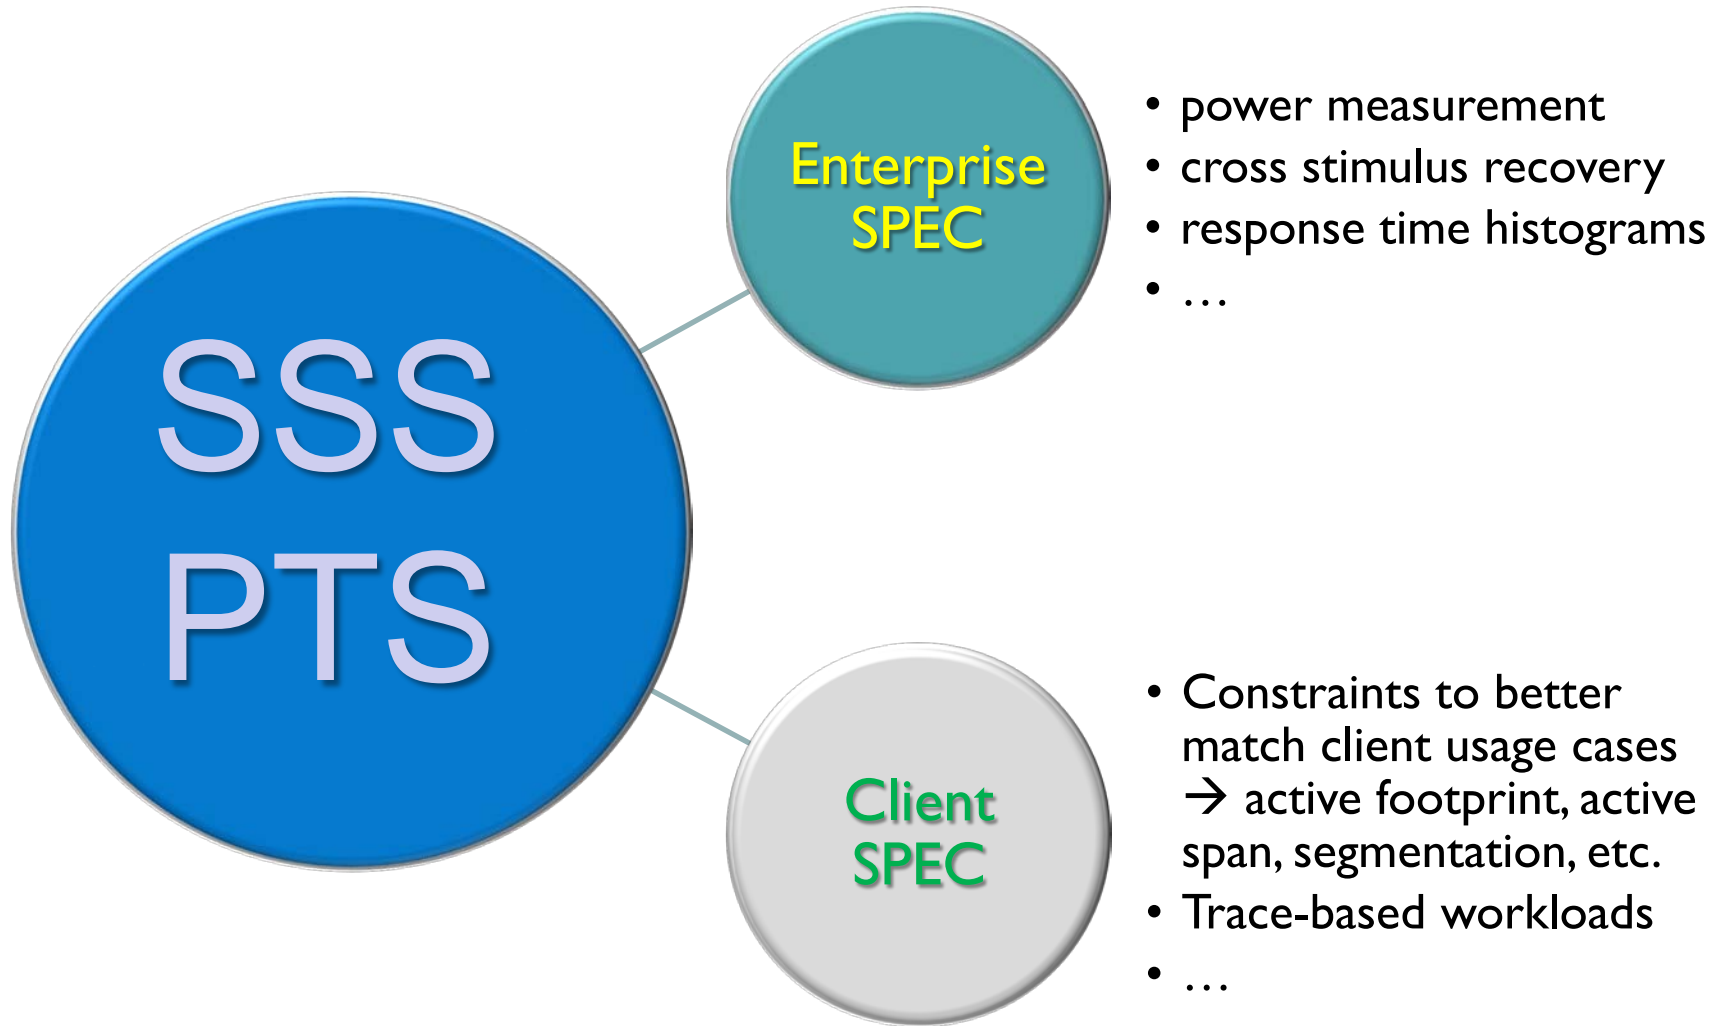 SSS
PTS
Enterprise
SPEC
• power measurement
• cross stimulus recovery
• response time histograms
• …
Client
SPEC
• Constraints to better
match client usage cases
→ active footprint, active
span, segmentation, etc.
• Trace-based workloads
• …